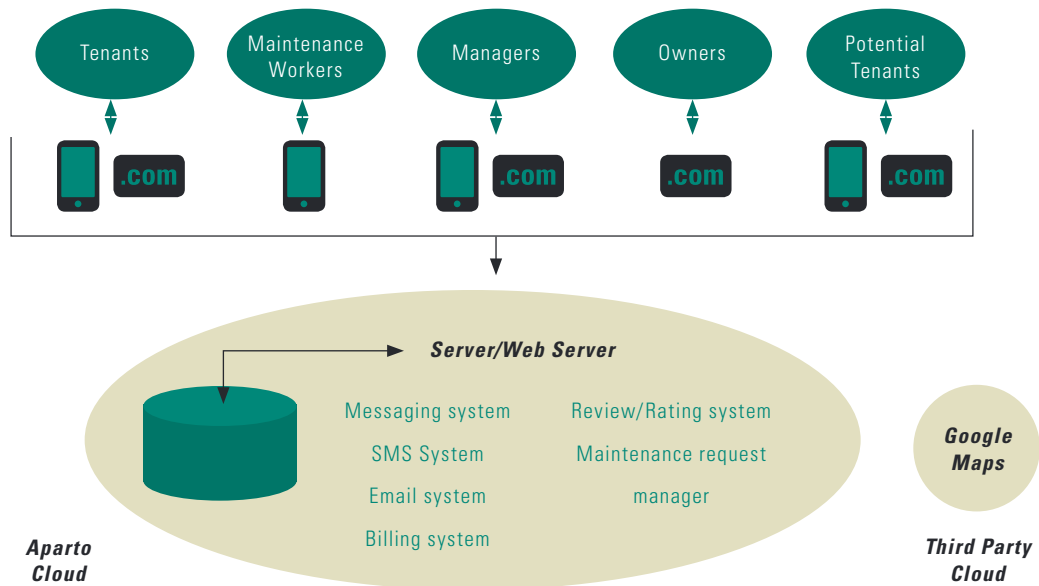 Tenants
Maintenance
Workers
Managers
Owners
Potential
Tenants
.com
.com
.com
.com
Server/Web Server
Messaging system
SMS System
Email system
Billing system
Review/Rating system
Maintenance request
manager
Google
Maps
Aparto
Cloud
Third Party
Cloud